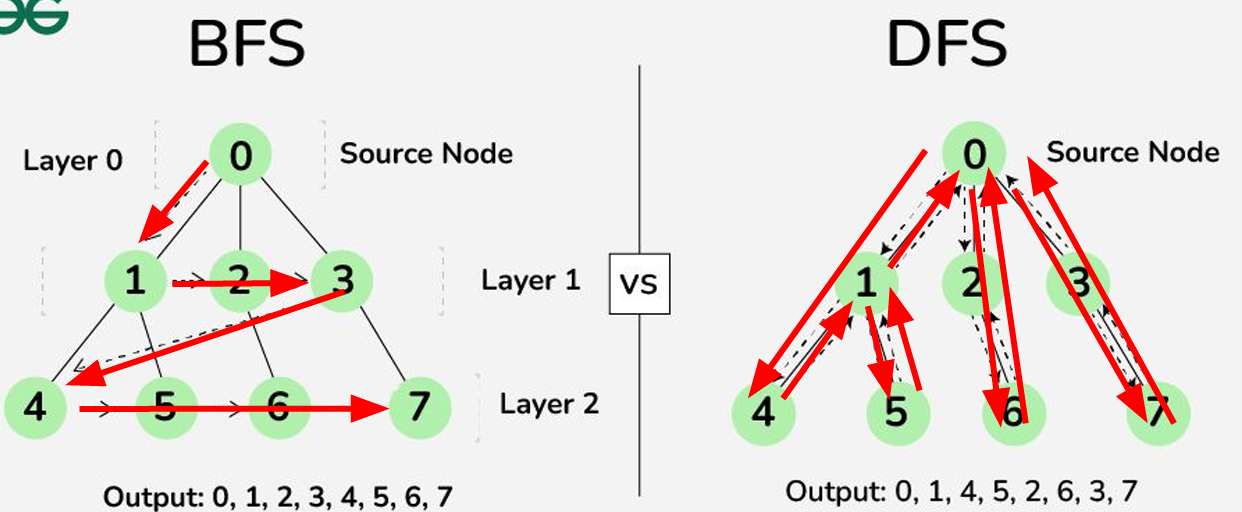 BFS
Layer 0
0
Source Node
1
2
3
Layer 1
4
5
6
7
Layer 2
Output: 0, 1, 2, 3, 4, 5, 6, 7
VS
DFS
0
Source Node
1
2
3
4
5
6
7
Output: 0, 1, 4, 5, 2, 6, 3, 7